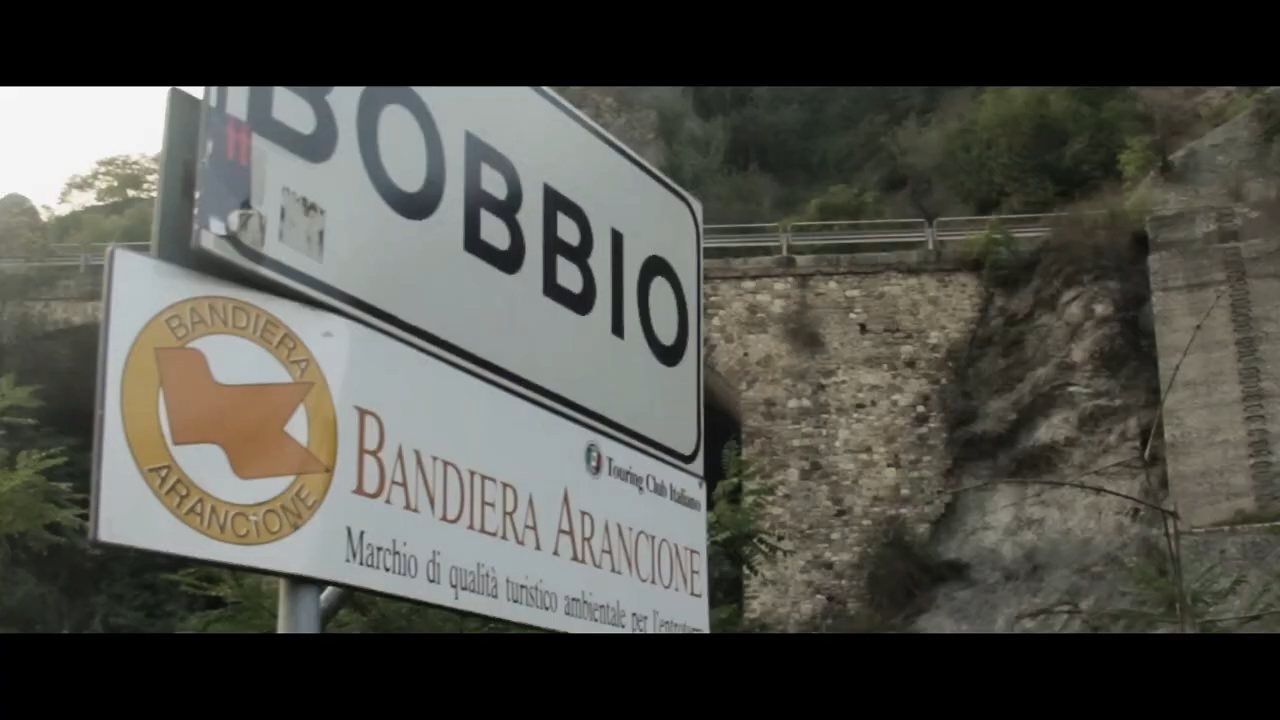 BOBBIO
BANDIERA
ARANCIONE
Touring Club Italiano
BANDIERA ARANCIONE
Marchio di qualità turistico ambientale per